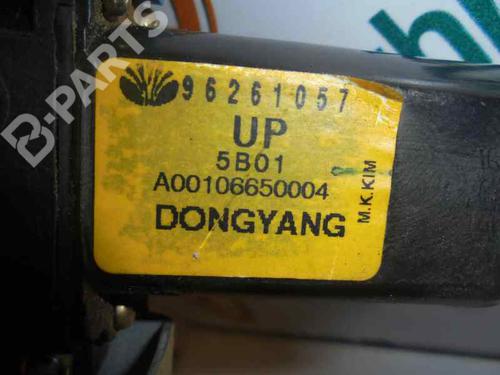 B-PARTS
96261057
UP
5B01
A00106650004
DONGYANG
M.K.KIM